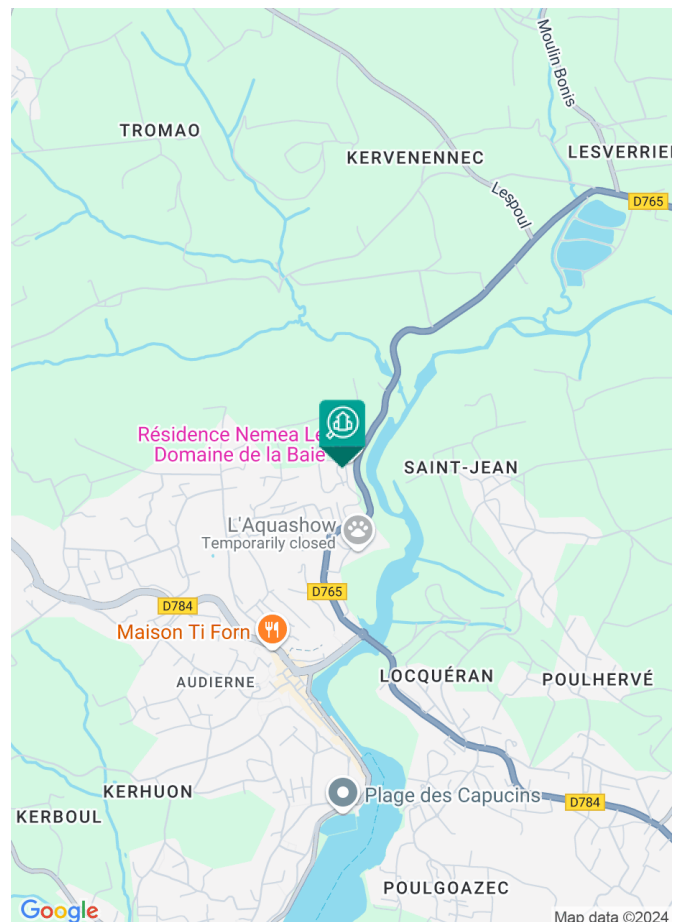 Moulin Bonis
TROMAO
KERVENENNEC
LESVERRIE
Lespoul
D765
Résidence Nemea Le
Domaine de la Baie
SAINT-JEAN
L'Aquashow
Temporarily closed
D765
D784
Maison Ti Forn
AUDIERNE
LOCQUÉRAN
POULHERVÉ
KERHUON
Plage des Capucins
D784
KERBOUL
POULGOAZEC
Google
Map data ©2024